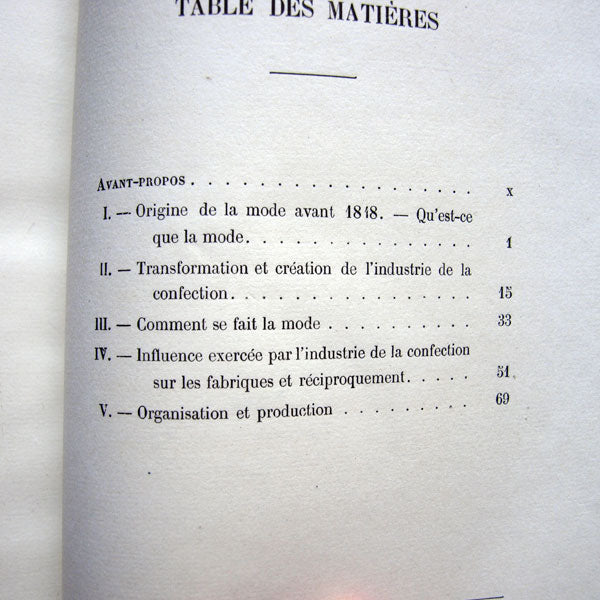 TABLE DES MATIÈRES
AVANT-PROPOS . . . . . . . . . . . . . . . . . x
I. — Origine de la mode avant 1848. — Qu'est-ce
que la mode. . . . . . . . . . . . . . 1
II. — Transformation et création de l'industrie de la
confection. . . . . . . . . . . . . . . 15
III. — Comment se fait la mode . . . . . . . . . 33
IV. — Influence exercée par l'industrie de la confection
sur les fabriques et réciproquement. . . . . 51
V. — Organisation et production . . . . . . . . 69